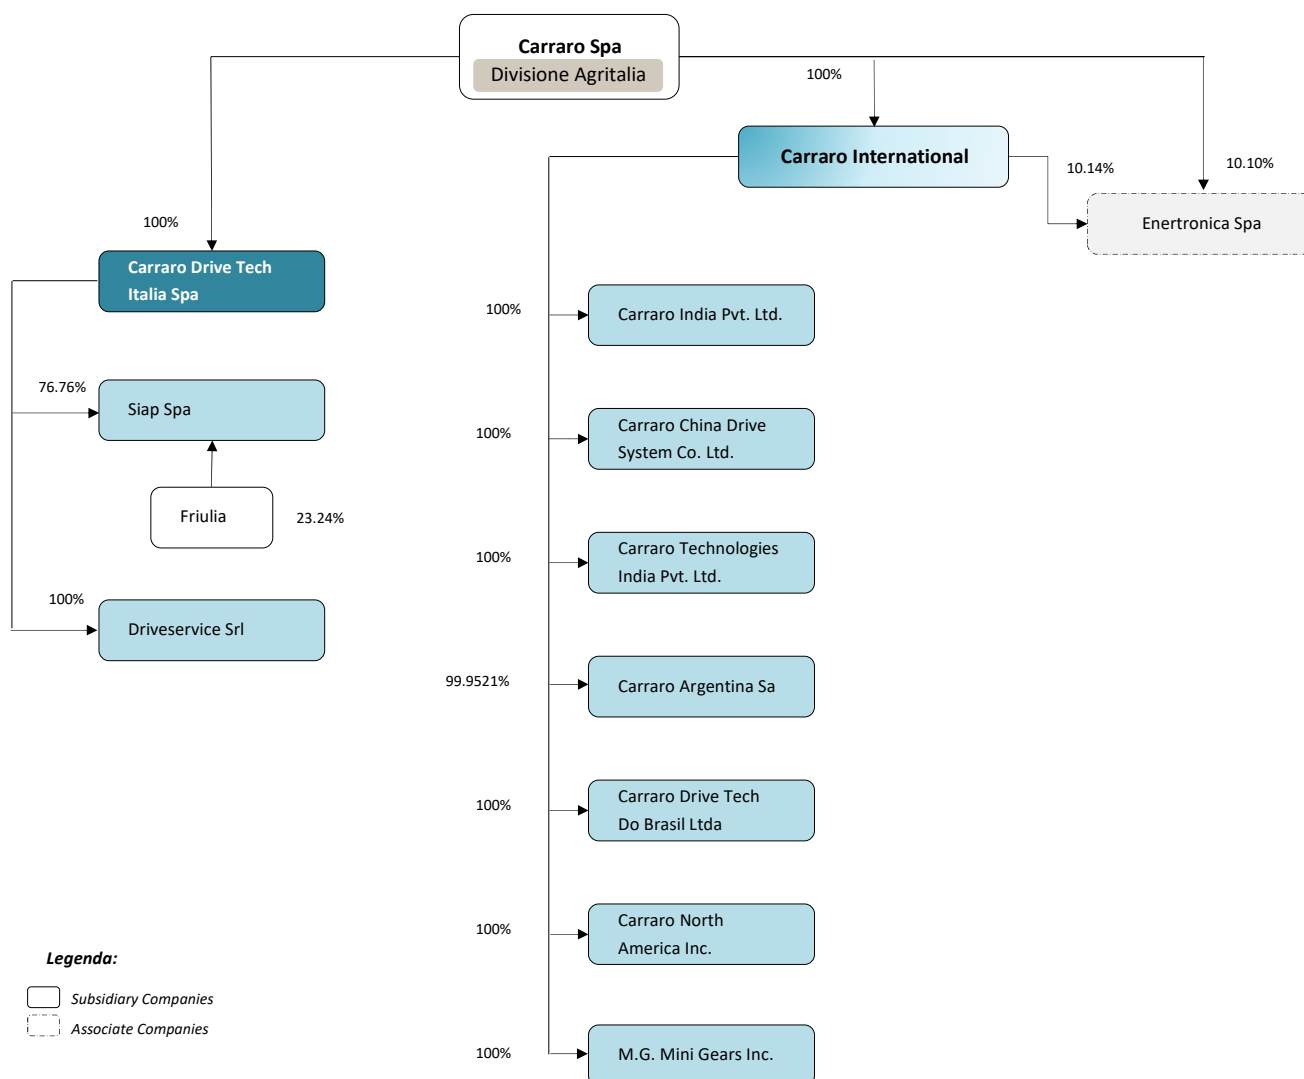 Carraro Spa
Divisione Agritalia
100%
Carraro International
10.14%
10.10%
Enertronica Spa
100%
Carraro Drive Tech
Italia Spa
100%
Carraro India Pvt. Ltd.
76.76%
Siap Spa
100%
Carraro China Drive
System Co. Ltd.
Friulia
23.24%
100%
Carraro Technologies
India Pvt. Ltd.
100%
Driveservice Srl
99.9521%
Carraro Argentina Sa
100%
Carraro Drive Tech
Do Brasil Ltda
100%
Carraro North
America Inc.
Legenda:
Subsidiary Companies
Associate Companies
100%
M.G. Mini Gears Inc.